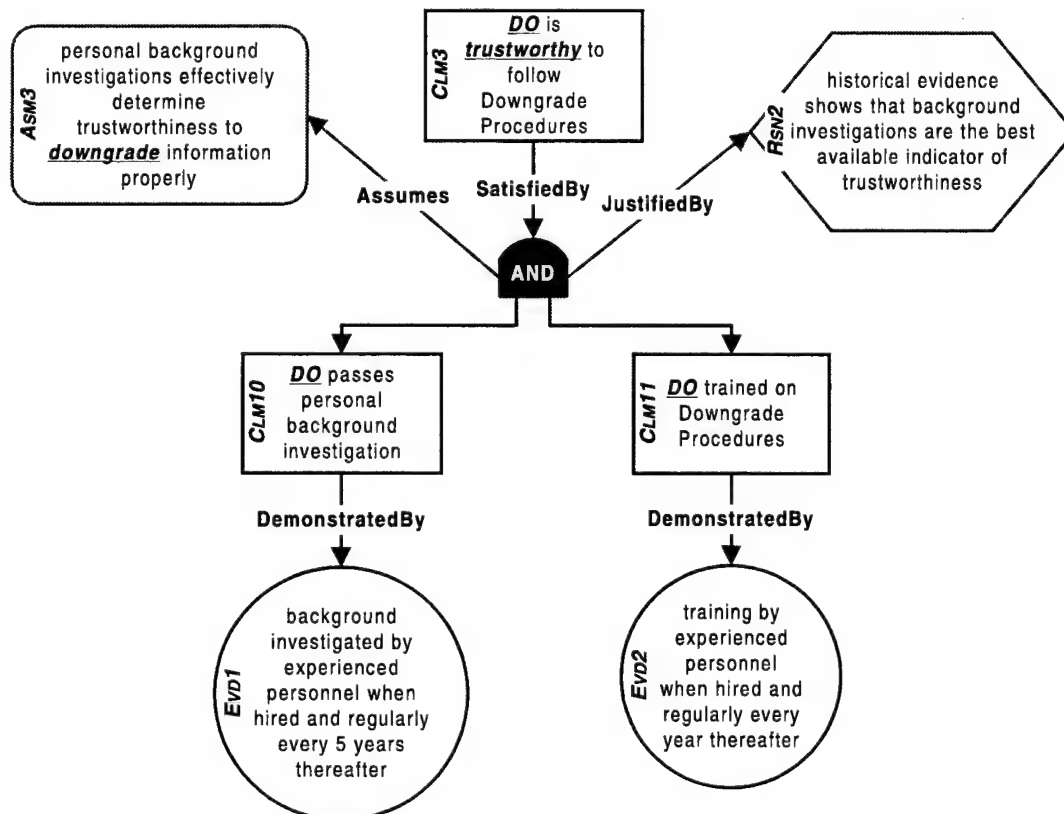 ASM3
personal background
investigations effectively
determine
trustworthiness to
downgrade information
properly
CLM3
DO is
trustworthy to
follow
Downgrade
Procedures
RSN2
historical evidence
shows that background
investigations are the best
available indicator of
trustworthiness
Assumes
SatisfiedBy
JustifiedBy
AND
CLM10
DO passes
personal
background
investigation
CLM11
DO trained on
Downgrade
Procedures
DemonstratedBy
DemonstratedBy
EVD1
background
investigated by
experienced
personnel when
hired and regularly
every 5 years
thereafter
EVD2
training by
experienced
personnel
when hired and
regularly every
year thereafter